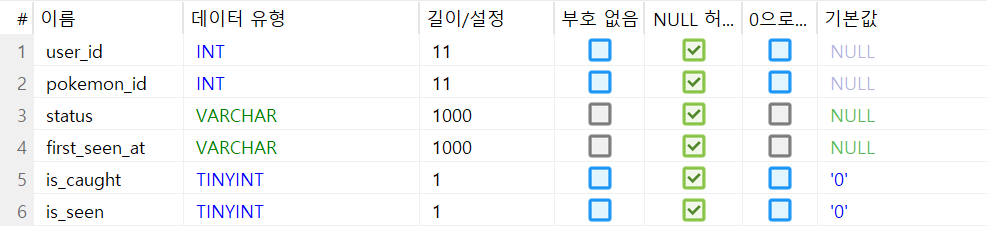 # 이름 데이터 유형 길이/설정 부호 없음 NULL 허... 0으로... 기본값
1 user_id INT 11 NULL
2 pokemon_id INT 11 NULL
3 status VARCHAR 1000 NULL
4 first_seen_at VARCHAR 1000 NULL
5 is_caught TINYINT 1 '0'
6 is_seen TINYINT 1 '0'